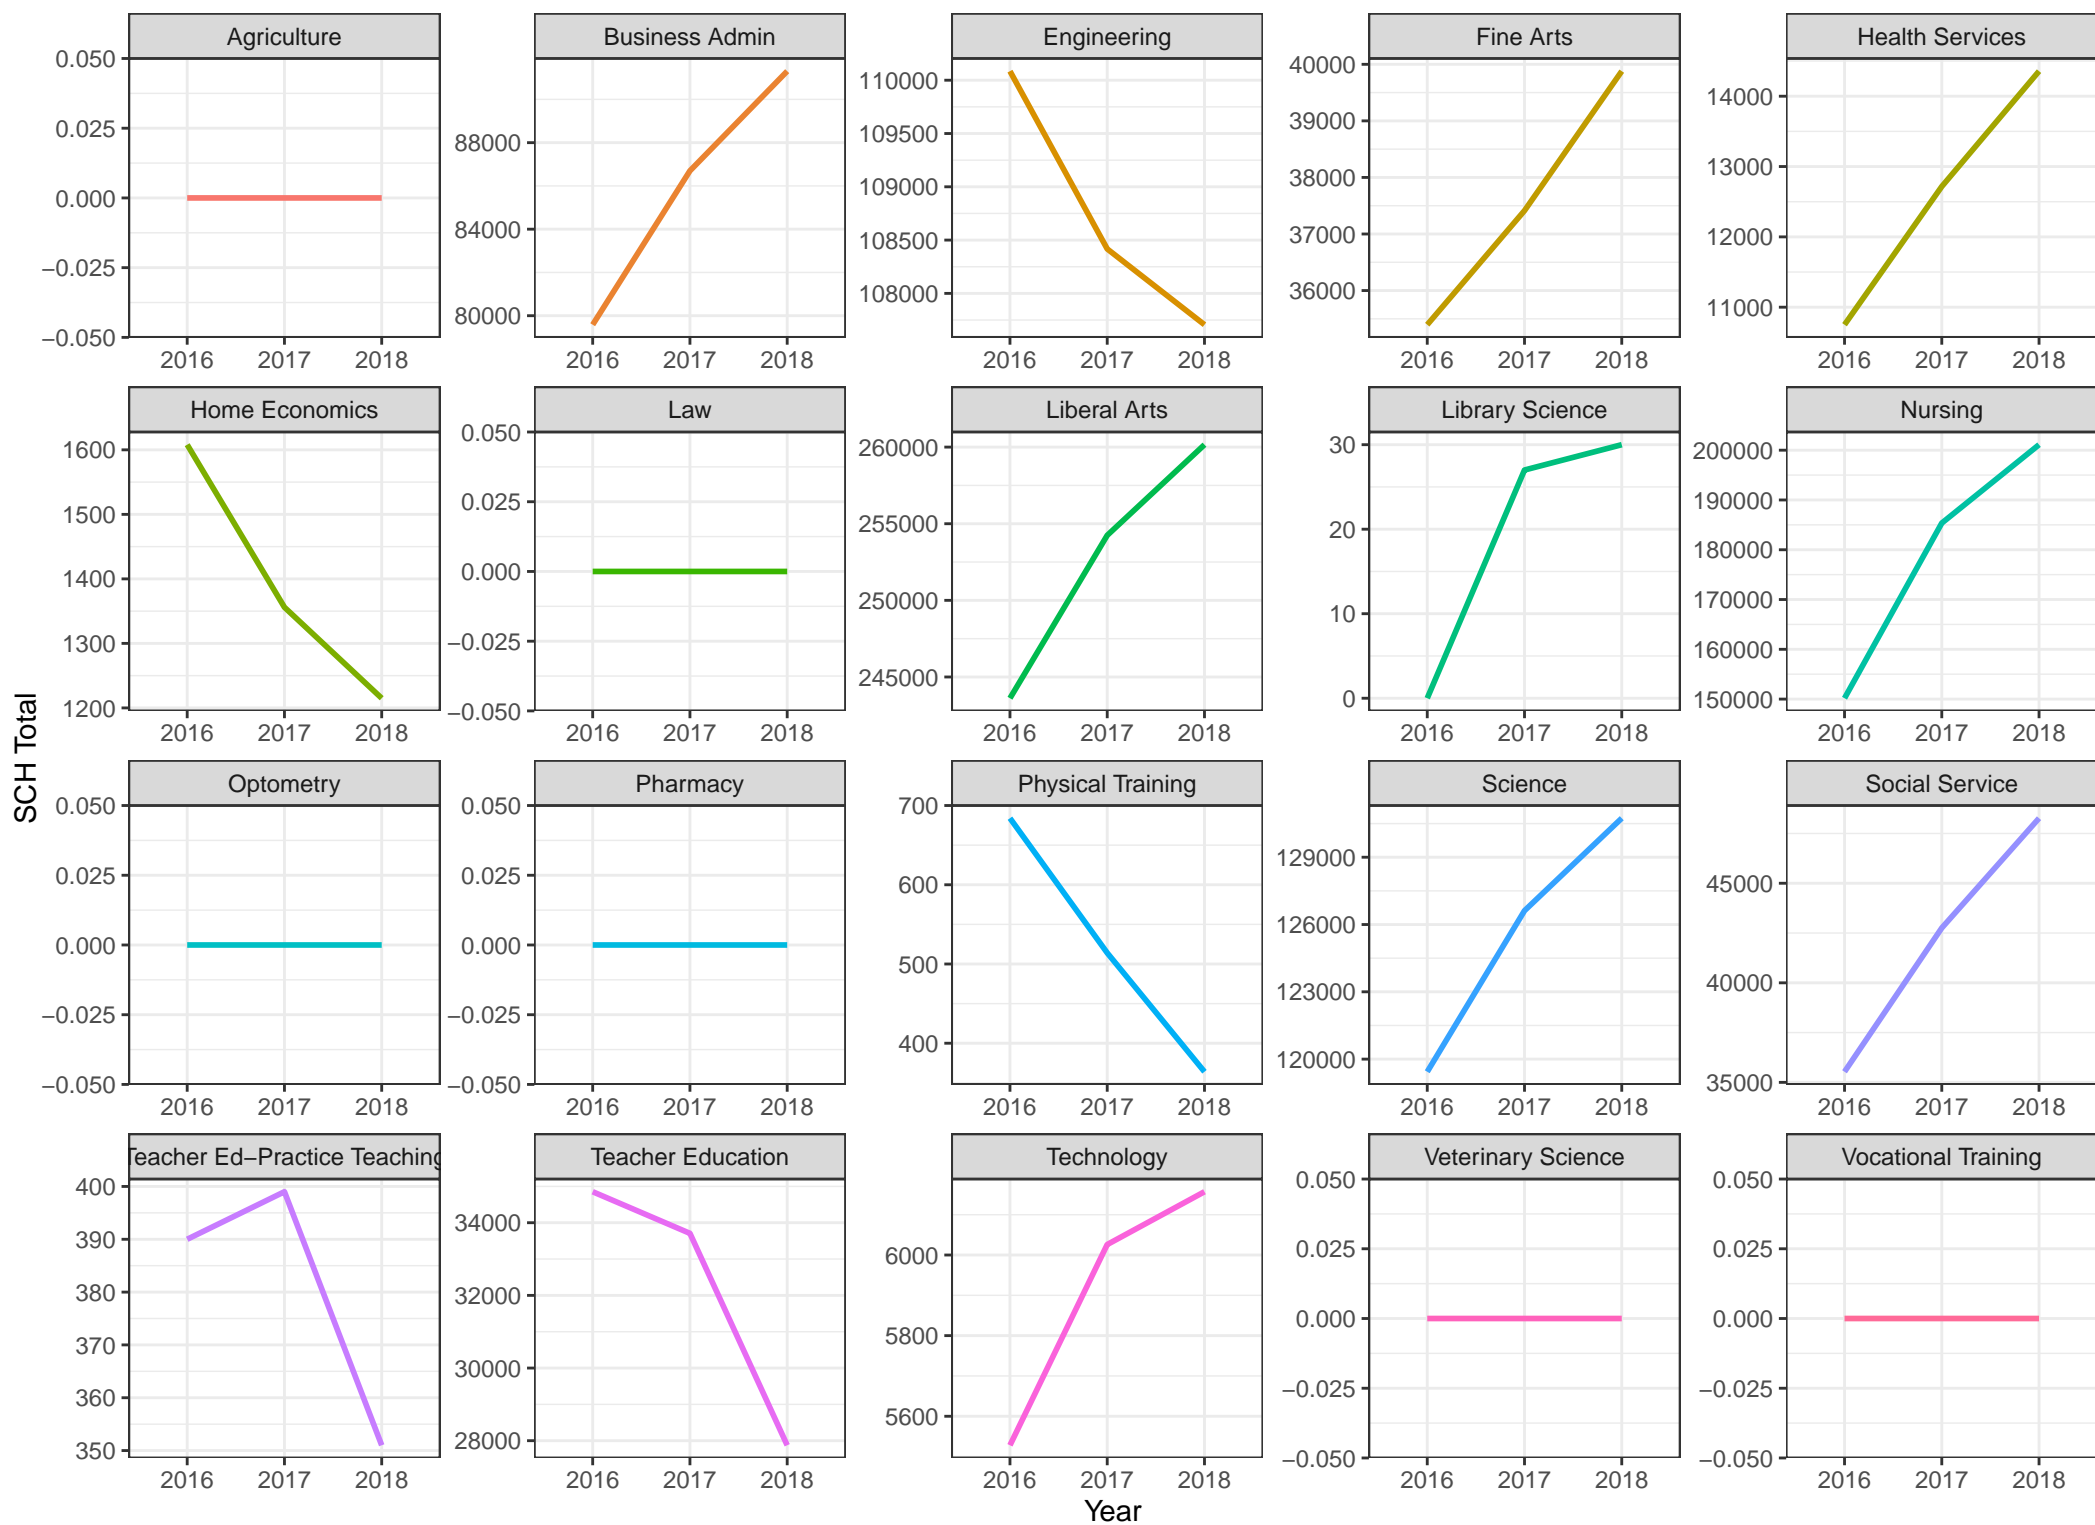 Agriculture
Business Admin
Engineering
Fine Arts
Health Services
0.050
0.025
0.000
−0.025
−0.050
88000
84000
80000
110000
109500
109000
108500
108000
40000
39000
38000
37000
36000
14000
13000
12000
11000
2016 2017 2018
2016 2017 2018
2016 2017 2018
2016 2017 2018
2016 2017 2018
Home Economics
Law
Liberal Arts
Library Science
Nursing
1600
1500
1400
1300
1200
0.050
0.025
0.000
−0.025
−0.050
260000
255000
250000
245000
30
20
10
0
200000
190000
180000
170000
160000
150000
2016 2017 2018
2016 2017 2018
2016 2017 2018
2016 2017 2018
2016 2017 2018
SCH Total
Optometry
Pharmacy
Physical Training
Science
Social Service
0.050
0.025
0.000
−0.025
−0.050
0.050
0.025
0.000
−0.025
−0.050
700
600
500
400
129000
126000
123000
120000
45000
40000
35000
2016 2017 2018
2016 2017 2018
2016 2017 2018
2016 2017 2018
2016 2017 2018
Teacher Ed−Practice Teaching
Teacher Education
Technology
Veterinary Science
Vocational Training
400
390
380
370
360
350
34000
32000
30000
28000
6000
5800
5600
0.050
0.025
0.000
−0.025
−0.050
0.050
0.025
0.000
−0.025
−0.050
2016 2017 2018
2016 2017 2018
2016 2017 2018
2016 2017 2018
2016 2017 2018
Year